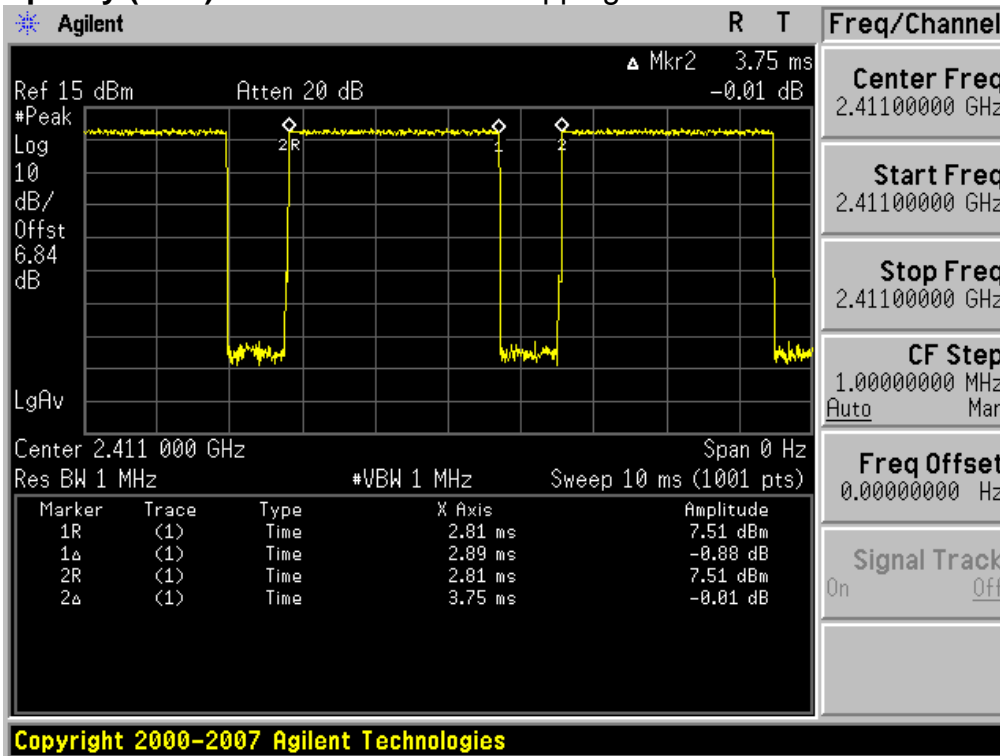 Agilent R T Freq/Channel
Δ Mkr2 3.75 ms
Ref 15 dBm Atten 20 dB -0.01 dB
#Peak
Log
10
dB/
Offst
6.84
dB
LgAv
2R 1 2
Center 2.411 000 GHz Span 0 Hz
Res BW 1 MHz #VBW 1 MHz Sweep 10 ms (1001 pts)
Marker Trace Type X Axis Amplitude
1R (1) Time 2.81 ms 7.51 dBm
1Δ (1) Time 2.89 ms -0.88 dB
2R (1) Time 2.81 ms 7.51 dBm
2Δ (1) Time 3.75 ms -0.01 dB
Center Freq
2.41100000 GHz
Start Freq
2.41100000 GHz
Stop Freq
2.41100000 GHz
CF Step
1.00000000 MHz
Auto Man
Freq Offset
0.00000000 Hz
Signal Track
On Off
Copyright 2000-2007 Agilent Technologies